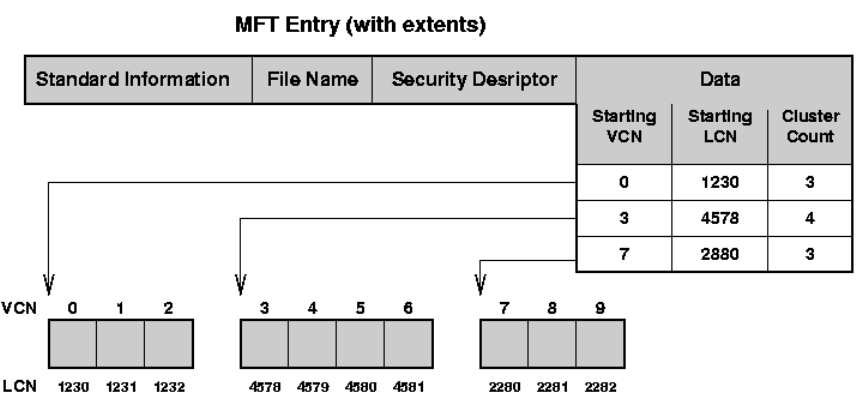 MFT Entry (with extents)
Standard Information File Name Security Desriptor Data
Starting VCN Starting LCN Cluster Count
0 1230 3
3 4578 4
7 2880 3
VCN 0 1 2 3 4 5 6 7 8 9
LCN 1230 1231 1232 4578 4579 4580 4581 2280 2281 2282